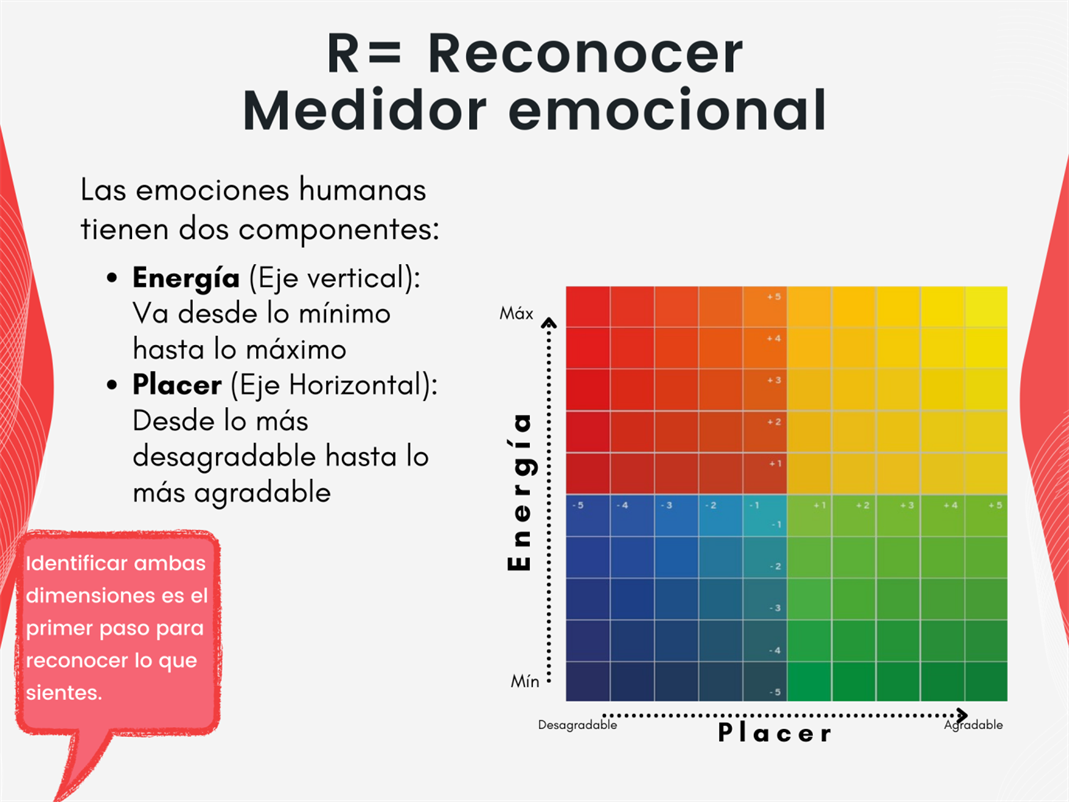 R= Reconocer
Medidor emocional
Las emociones humanas
tienen dos componentes:
• Energía (Eje vertical):
Va desde lo mínimo
hasta lo máximo
• Placer (Eje Horizontal):
Desde lo más
desagradable hasta lo
más agradable
Identificar ambas
dimensiones es el
primer paso para
reconocer lo que
sientes.
Máx
Energía
Mín
+5
+4
+3
+2
+1
-5 -4 -3 -2 -1 +1 +2 +3 +4 +5
-1
-2
-3
-4
-5
Desagradable
Placer
Agradable